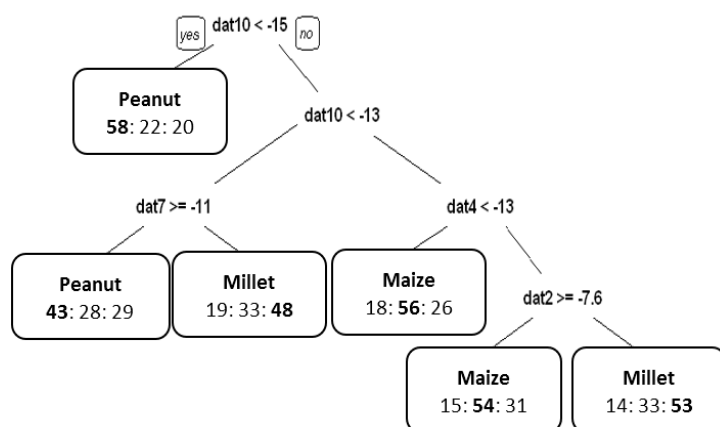 yes dat10 < -15 no
Peanut
58: 22: 20
dat10 < -13
dat7 >= -11
dat4 < -13
Peanut
43: 28: 29
Millet
19: 33: 48
Maize
18: 56: 26
dat2 >= -7.6
Maize
15: 54: 31
Millet
14: 33: 53